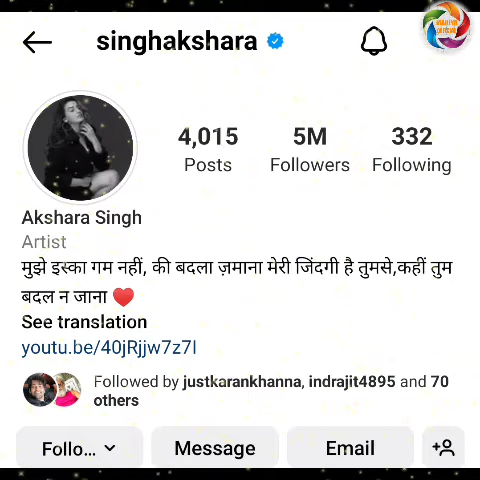 singhakshara
4,015
Posts
5M
Followers
332
Following
Akshara Singh
Artist
मुझे इस्का गम नहीं, की बदला ज़माना मेरी जिंदगी है तुमसे,कहीं तुम
बदल न जाना ❤️
See translation
youtu.be/40jRjjw7z7I
Followed by justkarankhanna, indrajit4895 and 70
others
Follo...
Message
Email